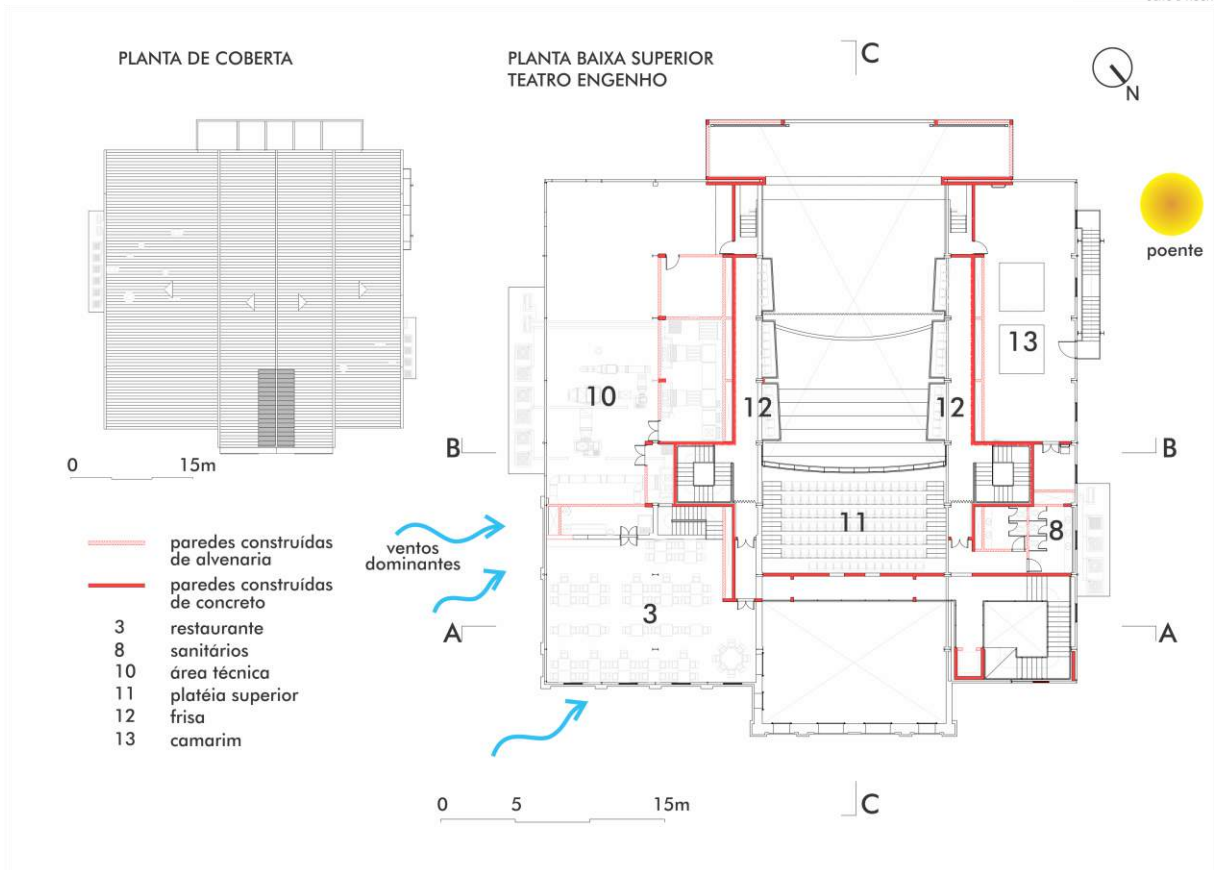 PLANTA DE COBERTA
0 15m
PLANTA BAIXA SUPERIOR
TEATRO ENGENHO
C
N
poente
13
10
12
12
B
B
11
8
ventos
dominantes
3
A
A
paredes construídas
de alvenaria
paredes construídas
de concreto
3 restaurante
8 sanitários
10 área técnica
11 platéia superior
12 frisa
13 camarim
0 5 15m
C